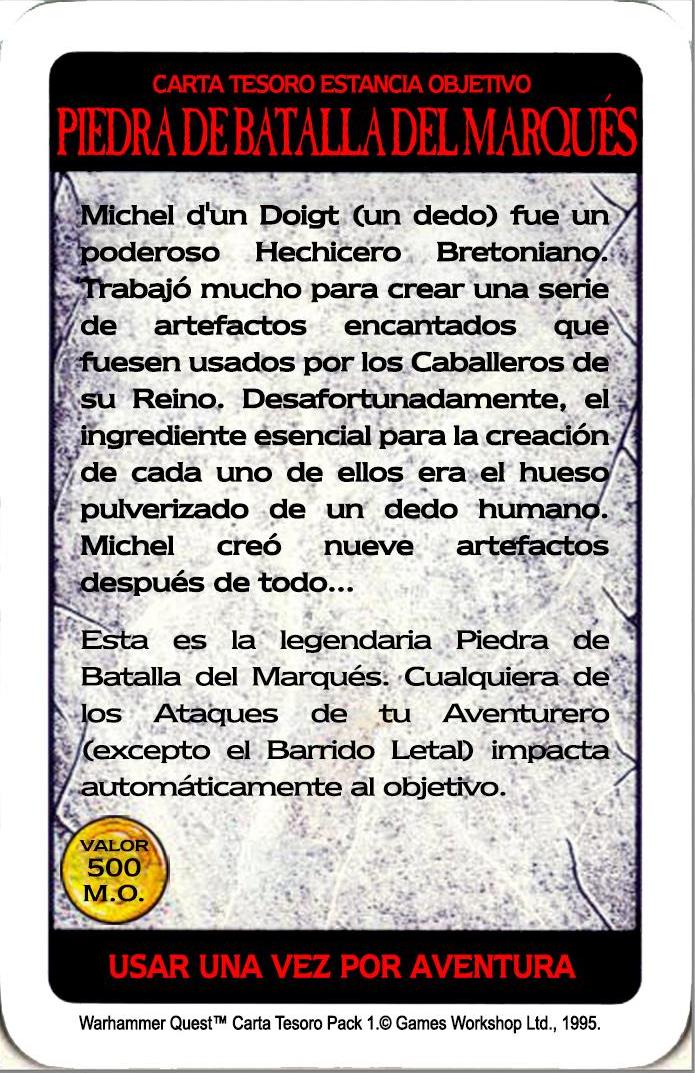 CARTA TESORO ESTANCIA OBJETIVO
PIEDRA DE BATALLA DEL MARQUÉS
Michel d'un Doigt (un dedo) fue un
poderoso Hechicero Bretoniano.
Trabajó mucho para crear una serie
de artefactos encantados que
fuesen usados por los Caballeros de
su Reino. Desafortunadamente, el
ingrediente esencial para la creación
de cada uno de ellos era el hueso
pulverizado de un dedo humano.
Michel creó nueve artefactos
después de todo...
Esta es la legendaria Piedra de
Batalla del Marqués. Cualquiera de
los Ataques de tu Aventurero
(excepto el Barrido Letal) impacta
automáticamente al objetivo.
VALOR
500
M.O.
USAR UNA VEZ POR AVENTURA
Warhammer Quest™ Carta Tesoro Pack 1.© Games Workshop Ltd., 1995.